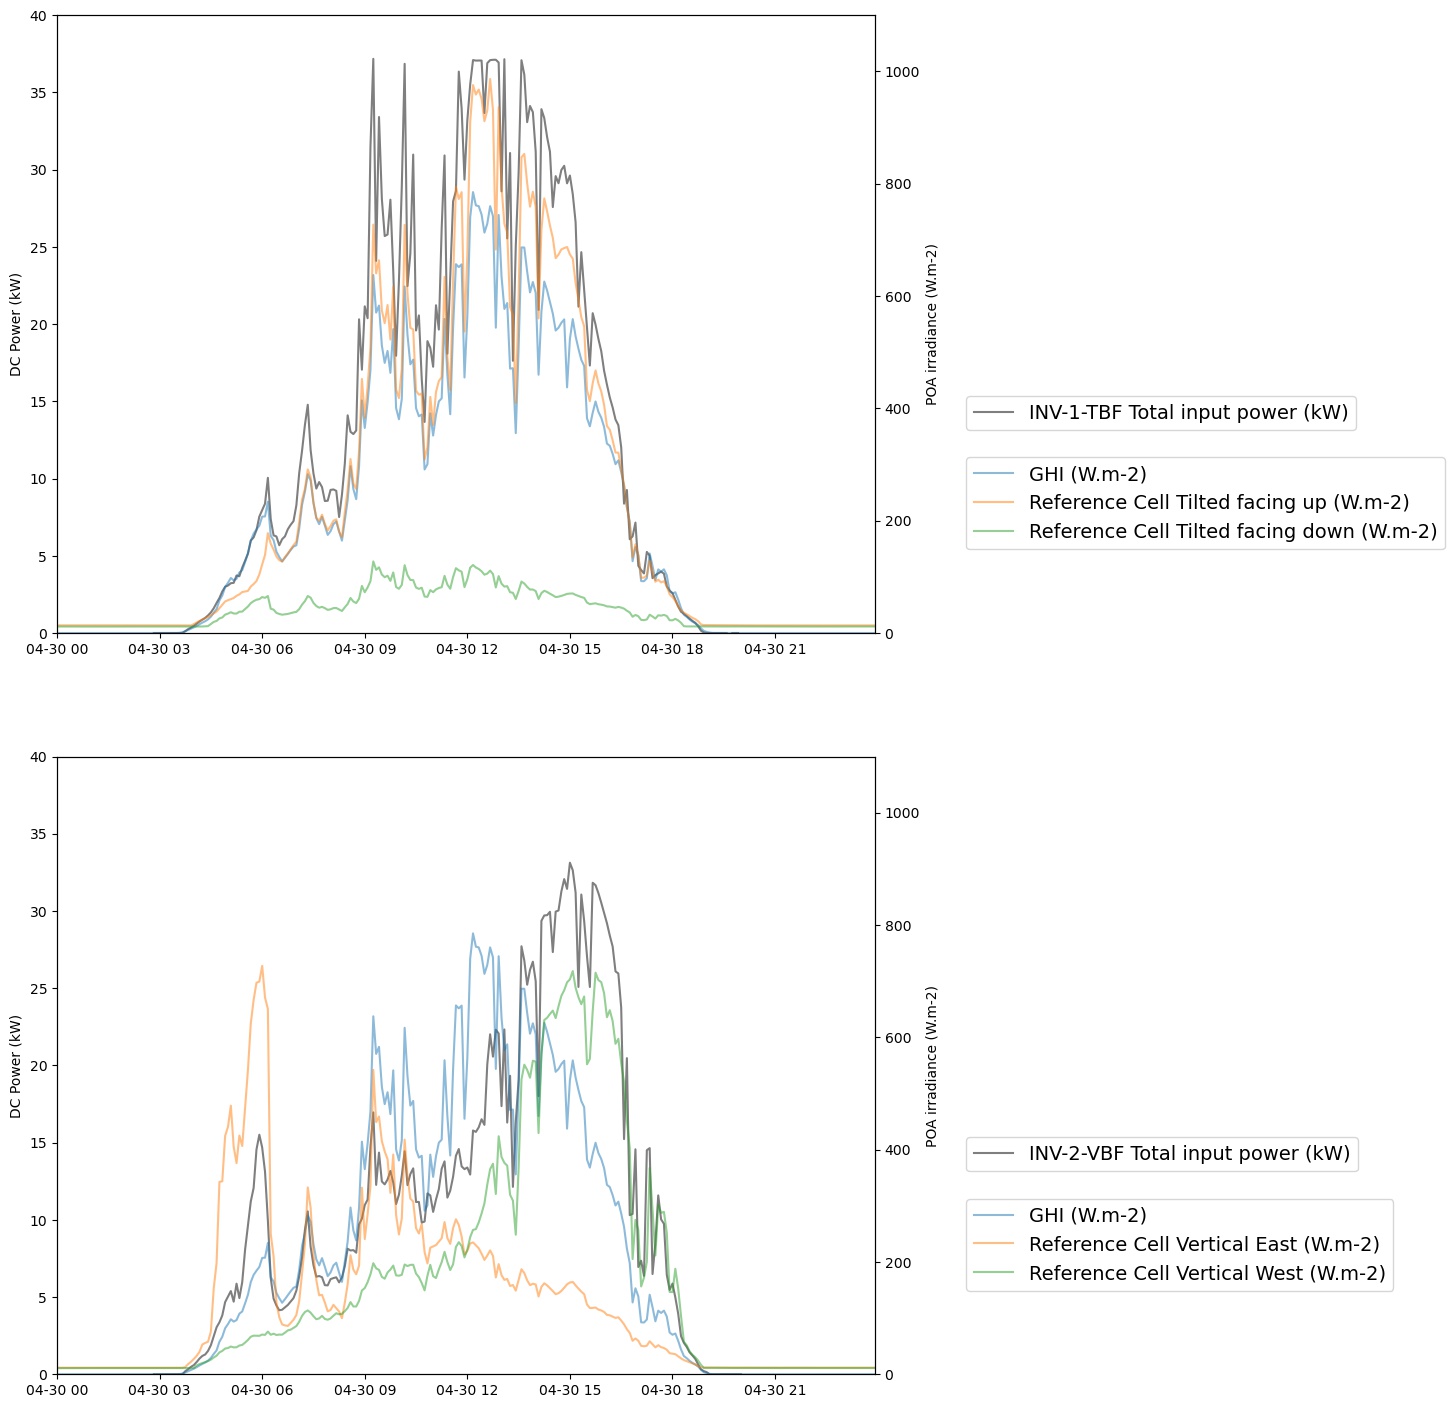 40
35
30
25
20
15
10
5
0
DC Power (kW)
1000
800
600
400
200
0
POA irradiance (W.m-2)
04-30 00 04-30 03 04-30 06 04-30 09 04-30 12 04-30 15 04-30 18 04-30 21
INV-1-TBF Total input power (kW)
GHI (W.m-2)
Reference Cell Tilted facing up (W.m-2)
Reference Cell Tilted facing down (W.m-2)
40
35
30
25
20
15
10
5
0
DC Power (kW)
1000
800
600
400
200
0
POA irradiance (W.m-2)
04-30 00 04-30 03 04-30 06 04-30 09 04-30 12 04-30 15 04-30 18 04-30 21
INV-2-VBF Total input power (kW)
GHI (W.m-2)
Reference Cell Vertical East (W.m-2)
Reference Cell Vertical West (W.m-2)